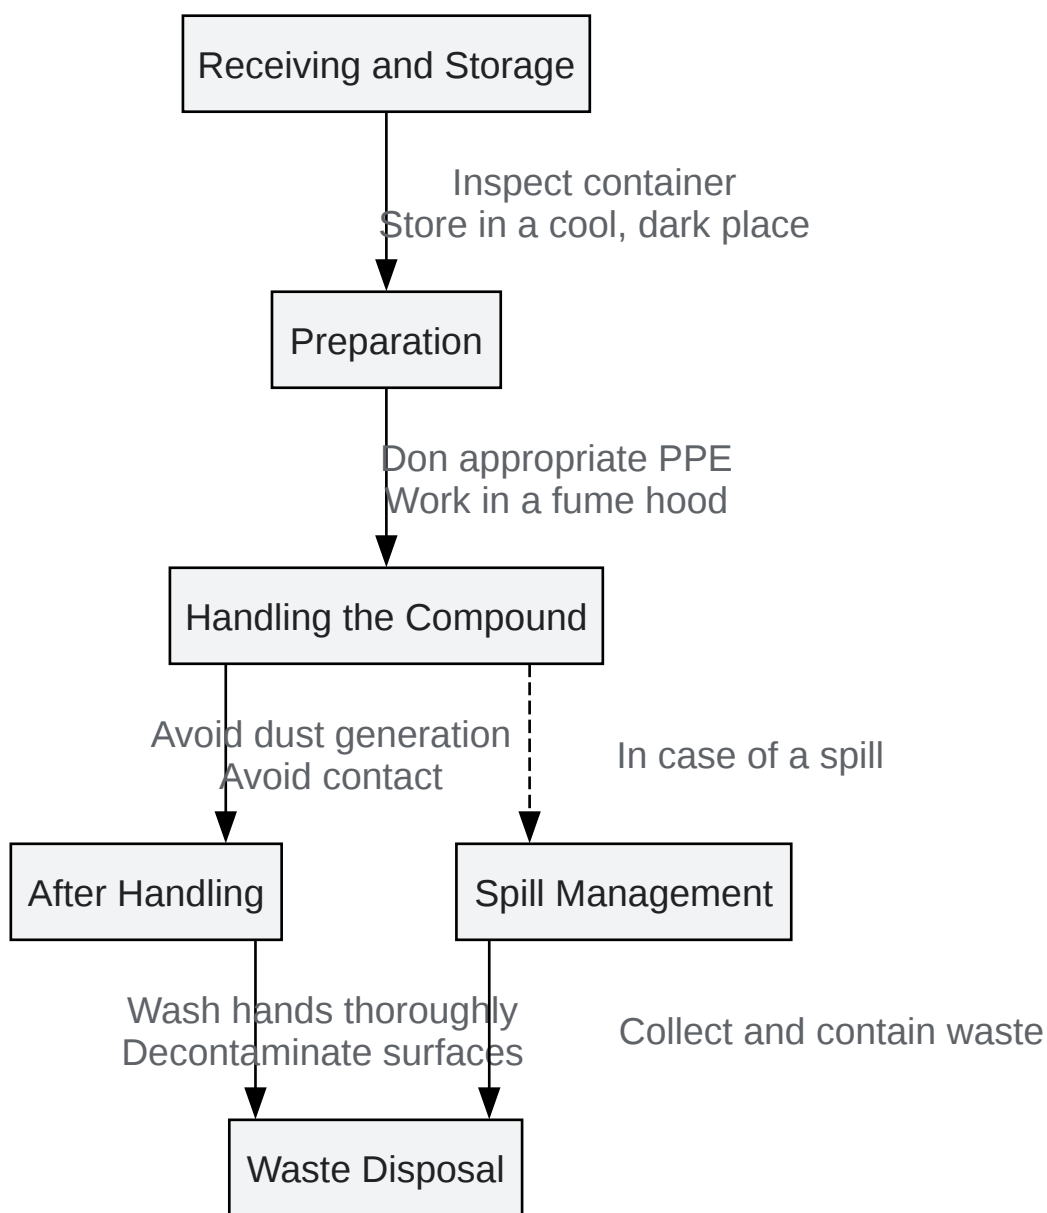 Receiving and Storage
Inspect container
Store in a cool, dark place
Preparation
Don appropriate PPE
Work in a fume hood
Handling the Compound
Avoid dust generation
Avoid contact
In case of a spill
After Handling
Spill Management
Wash hands thoroughly
Decontaminate surfaces
Collect and contain waste
Waste Disposal